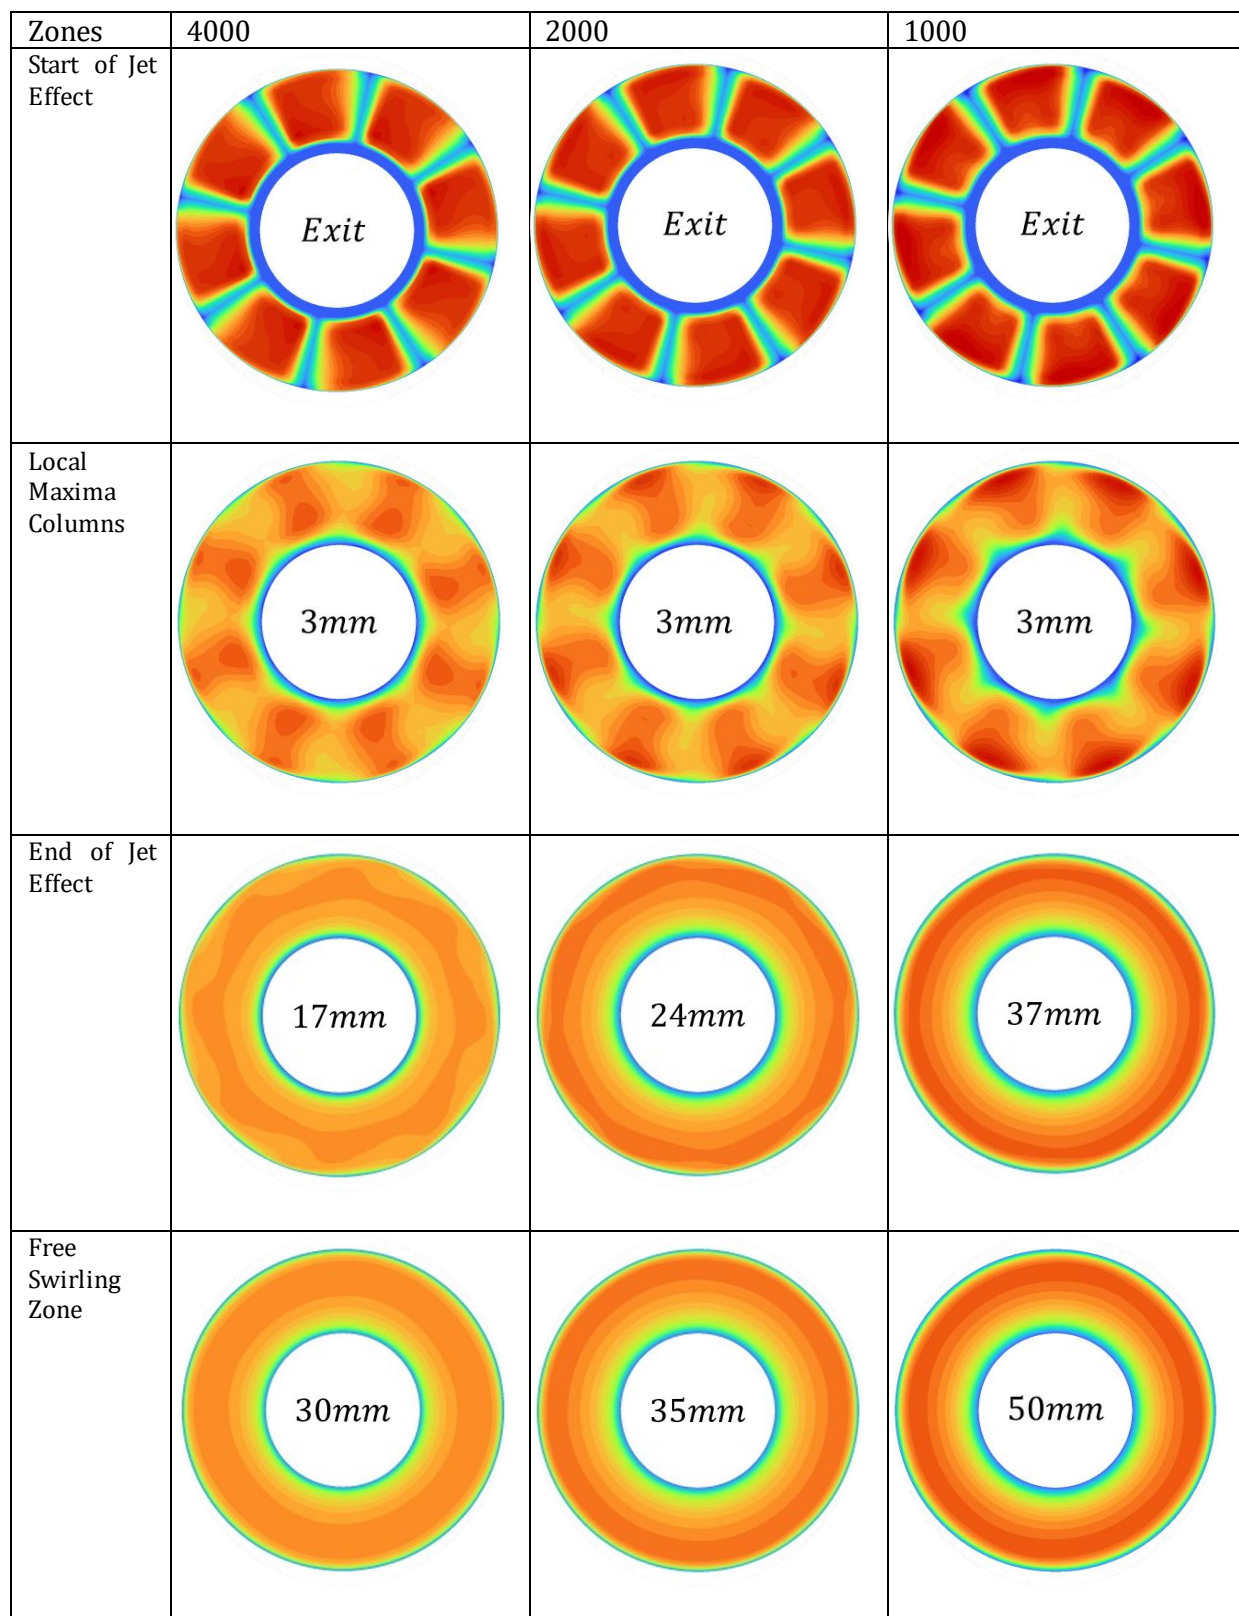 Zones 4000 2000 1000
Start of Jet
Effect
Exit Exit Exit
Local
Maxima
Columns
3mm 3mm 3mm
End of Jet
Effect
17mm 24mm 37mm
Free
Swirling
Zone
30mm 35mm 50mm